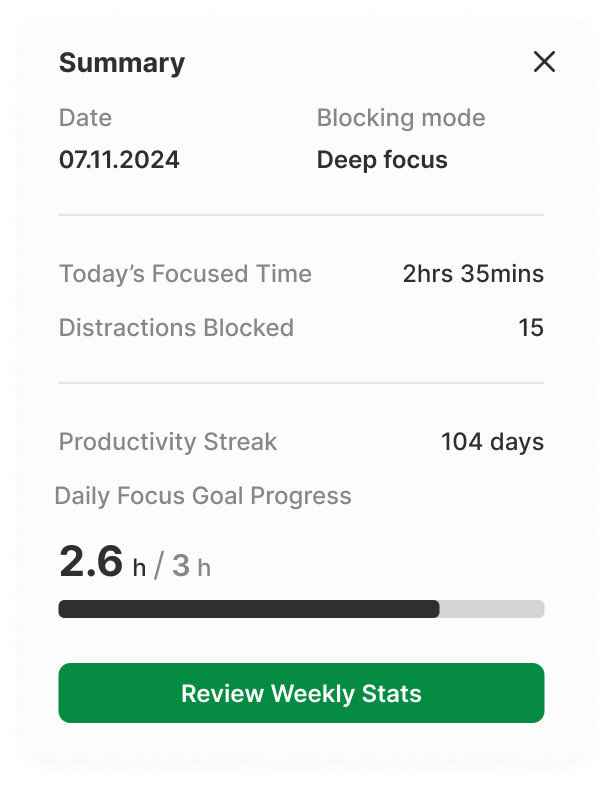 Summary
Date Blocking mode
07.11.2024 Deep focus
Today’s Focused Time 2hrs 35mins
Distractions Blocked 15
Productivity Streak 104 days
Daily Focus Goal Progress
2.6 h / 3 h
Review Weekly Stats